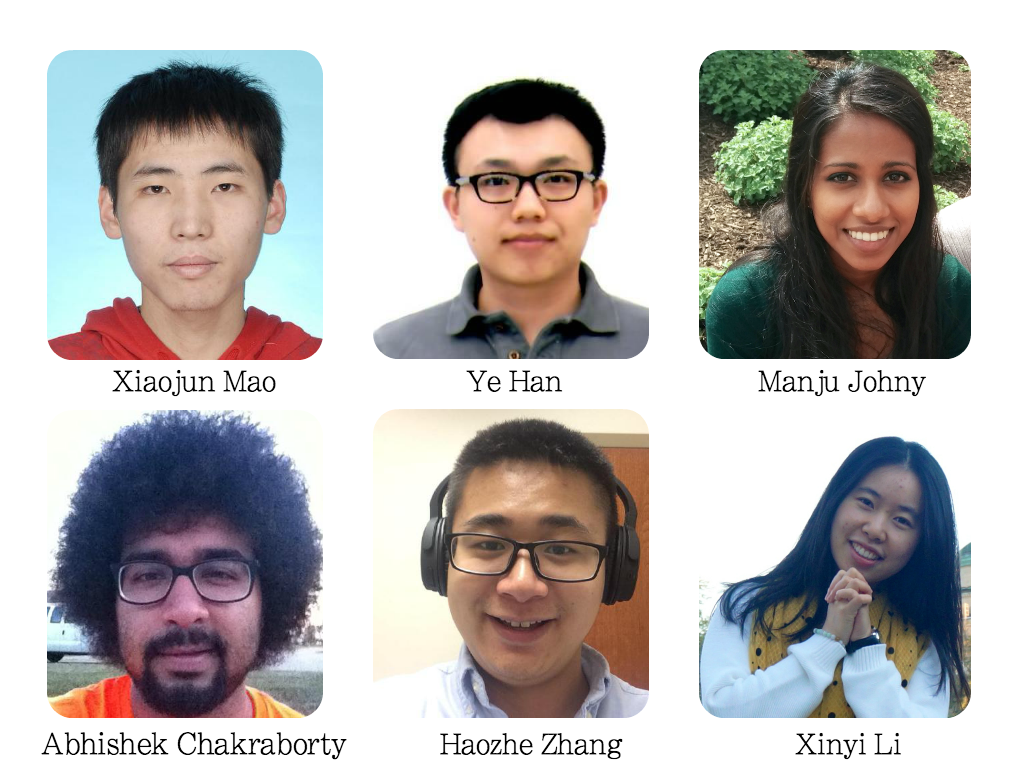 Xiaojun Mao
Ye Han
Manju Johny
Abhishek Chakraborty
Haozhe Zhang
Xinyi Li